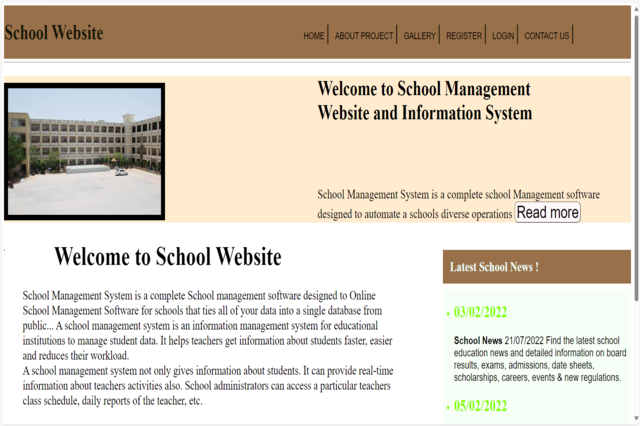 School Website
HOME ABOUT PROJECT GALLERY REGISTER LOGIN CONTACT US
Welcome to School Management
Website and Information System
School Management System is a complete school Management software
designed to automate a schools diverse operations Read more
Welcome to School Website
School Management System is a complete School management software designed to Online
School Management Software for schools that ties all of your data into a single database from
public... A school management system is an information management system for educational
institutions to manage student data. It helps teachers get information about students faster, easier
and reduces their workload.
A school management system not only gives information about students. It can provide real-time
information about teachers activities also. School administrators can access a particular teachers
class schedule, daily reports of the teacher, etc.
Latest School News !
03/02/2022
School News 21/07/2022 Find the latest school
education news and detailed information on board
results, exams, admissions, date sheets,
scholarships, careers, events & new regulations.
05/02/2022